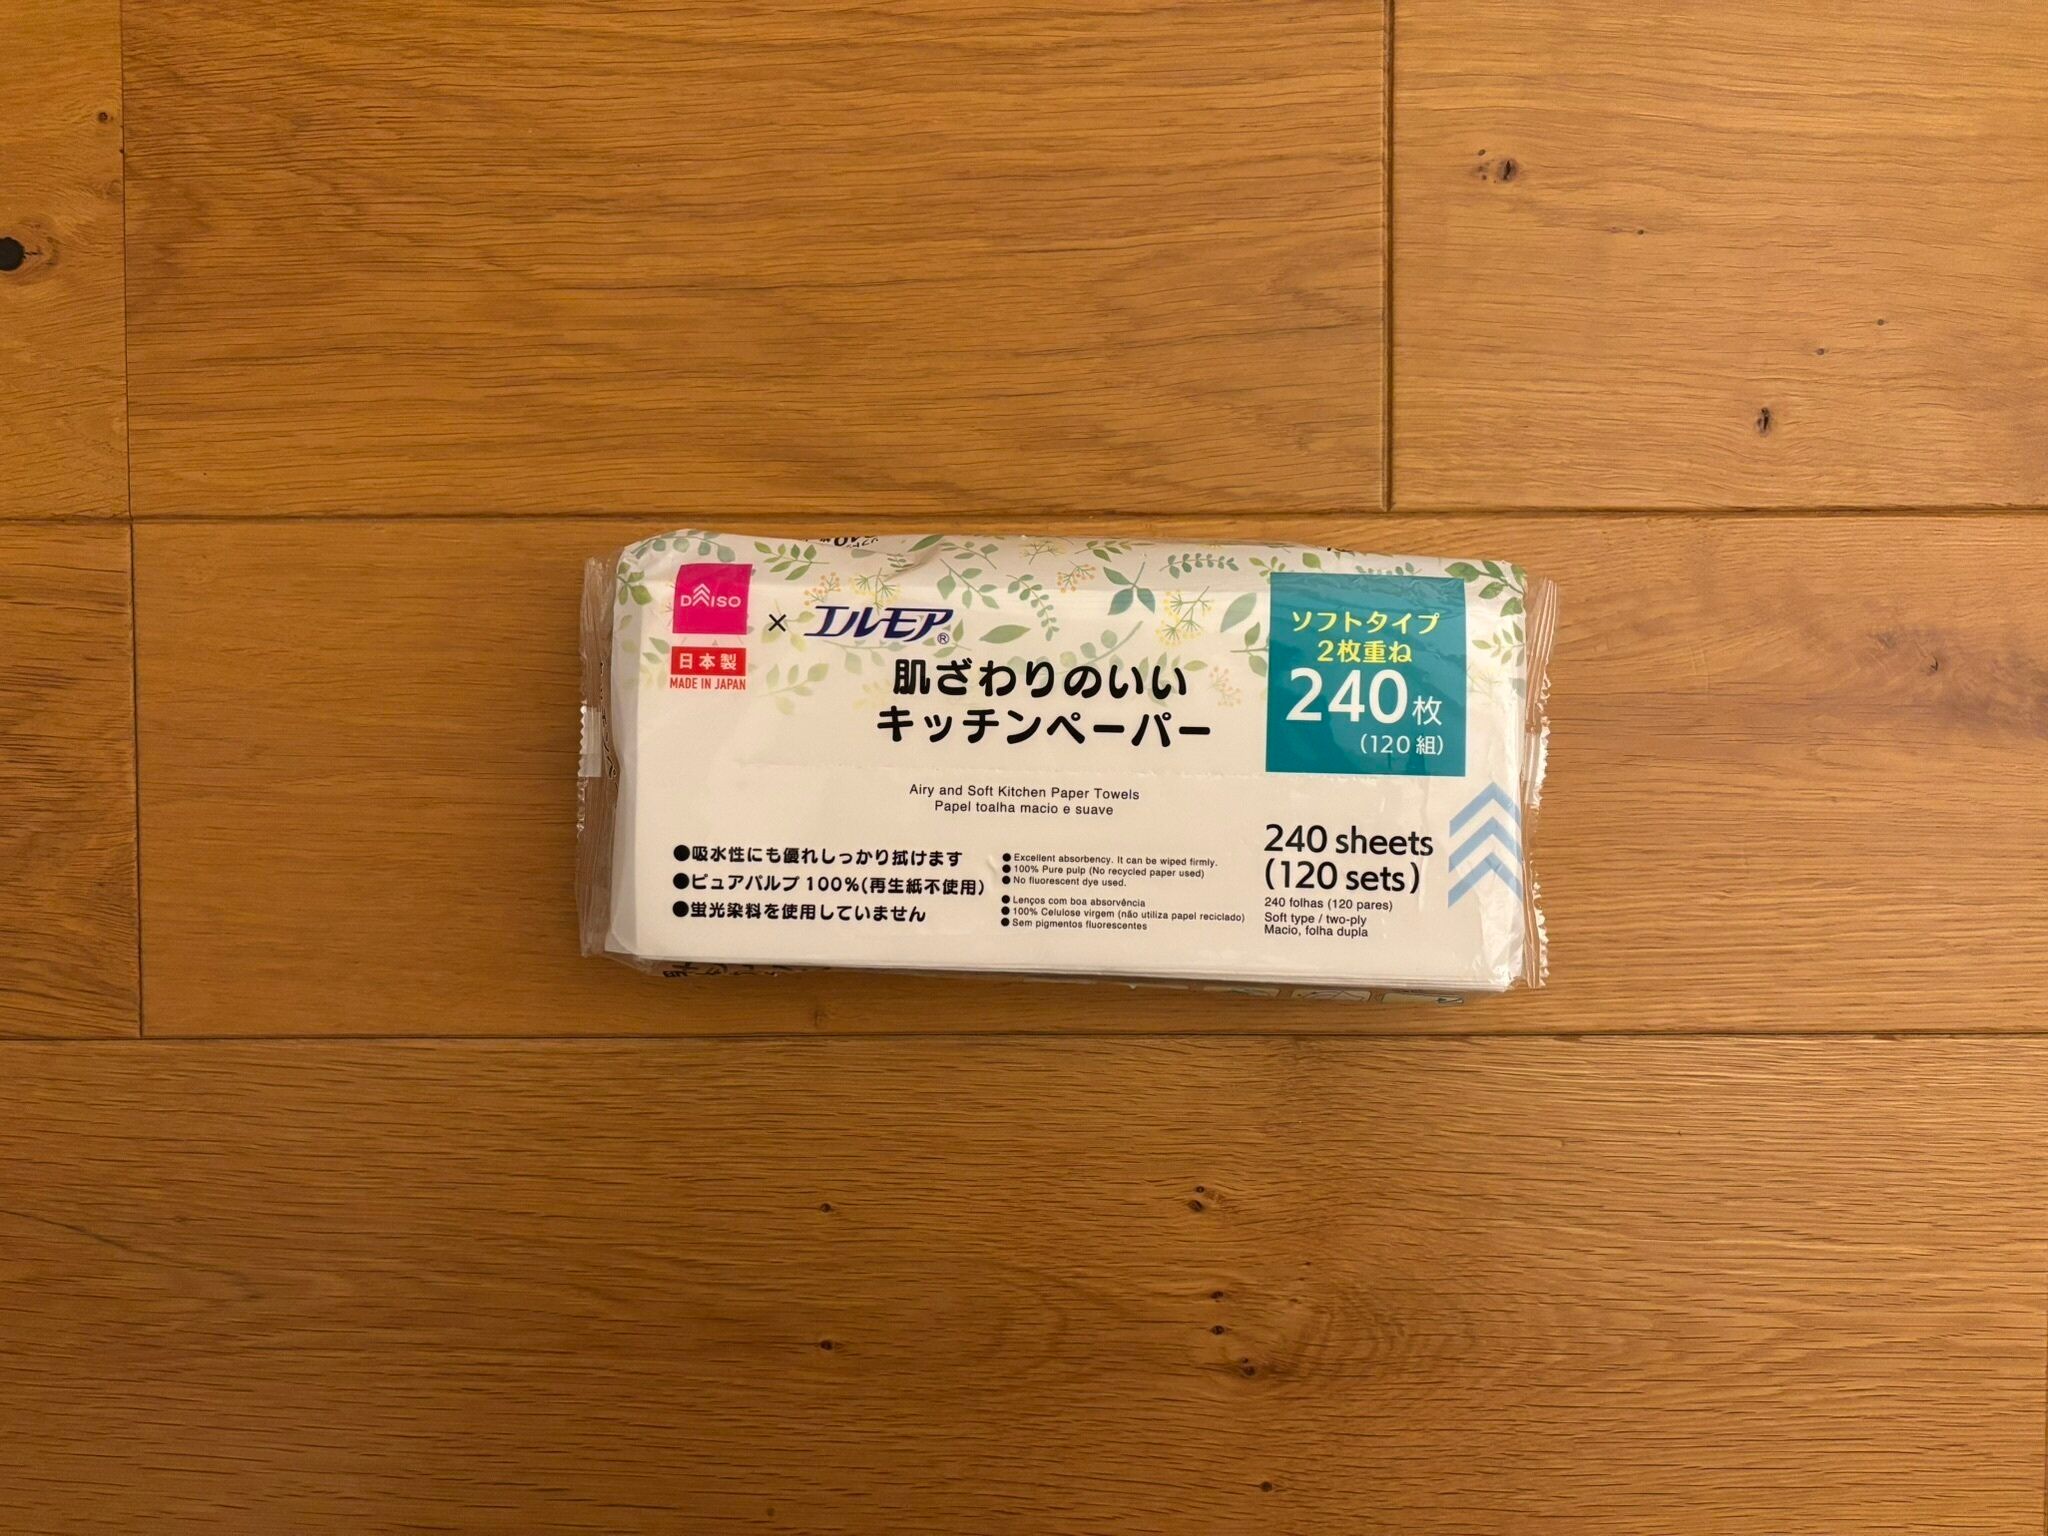 DAISO
×
エルモア®
日本製
MADE IN JAPAN
肌ざわりのいい
キッチンペーパー
ソフトタイプ
2枚重ね
240枚
(120組)
Airy and Soft Kitchen Paper Towels
Papel toalha macio e suave
●吸水性にも優れしっかり拭けます
●ピュアパルプ100%(再生紙不使用)
●蛍光染料を使用していません
● Excellent absorbency. It can be wiped firmly.
● 100% Pure pulp (No recycled paper used)
● No fluorescent dye used.
● Lenços com boa absorvência
● 100% Celulose virgem (não utiliza papel reciclado)
● Sem pigmentos fluorescentes
240 sheets
(120 sets)
240 folhas (120 pares)
Soft type / two-ply
Macio, folha dupla